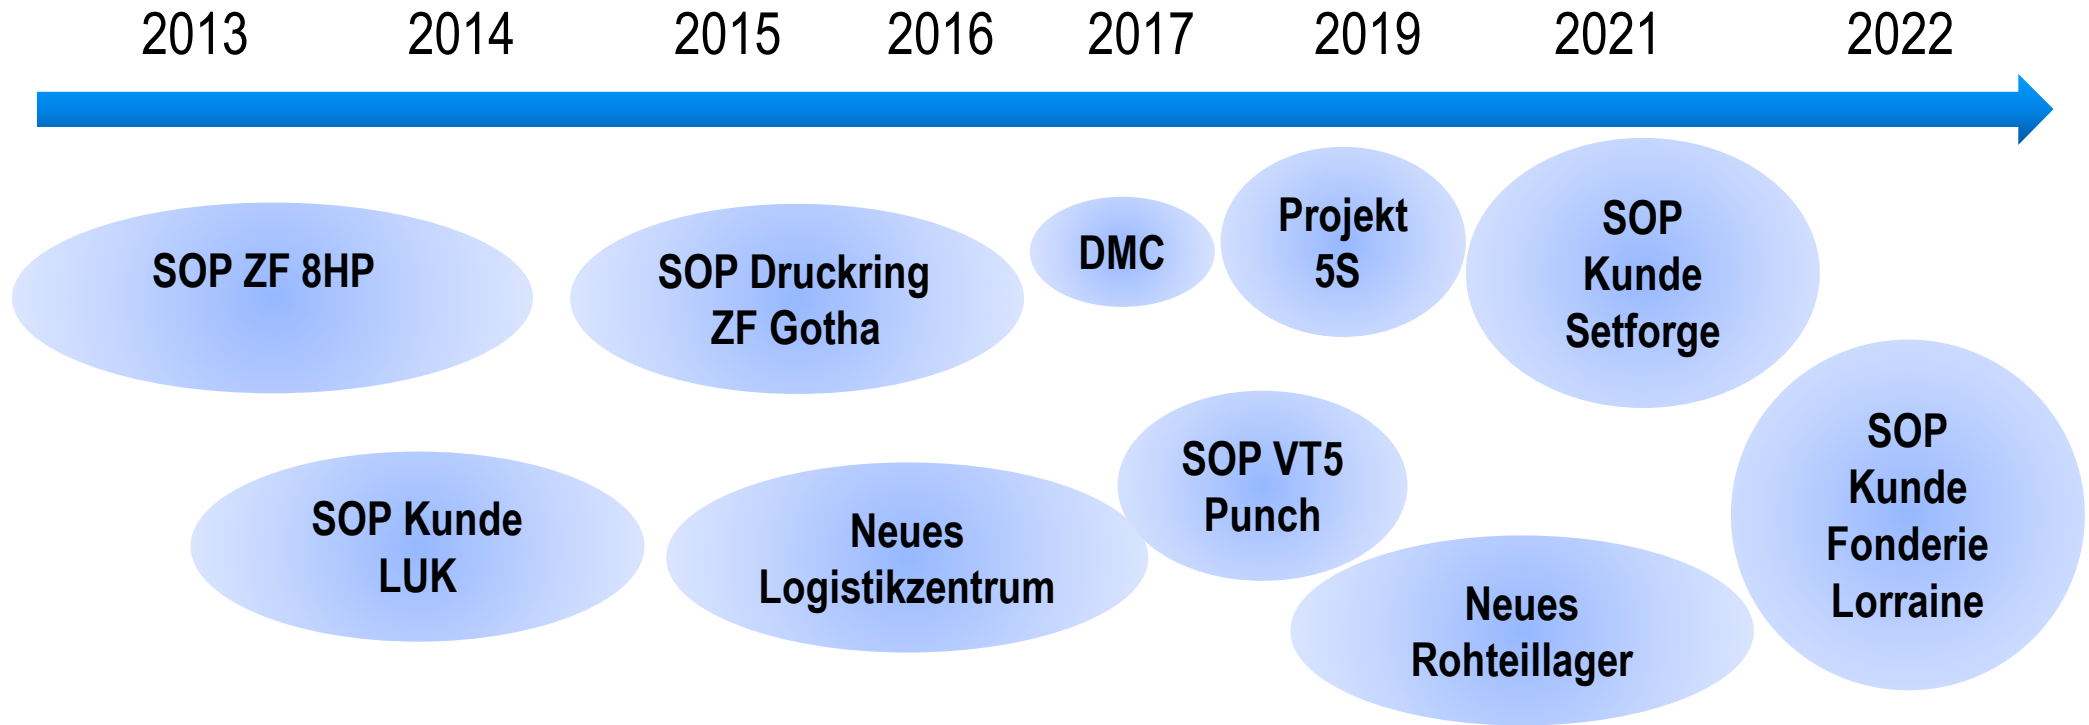 2013 2014 2015 2016 2017 2019 2021 2022
SOP ZF 8HP
SOP Druckring
ZF Gotha
DMC
Projekt
5S
SOP
Kunde
Setforge
SOP Kunde
LUK
Neues
Logistikzentrum
SOP VT5
Punch
Neues
Rohteillager
SOP
Kunde
Fonderie
Lorraine